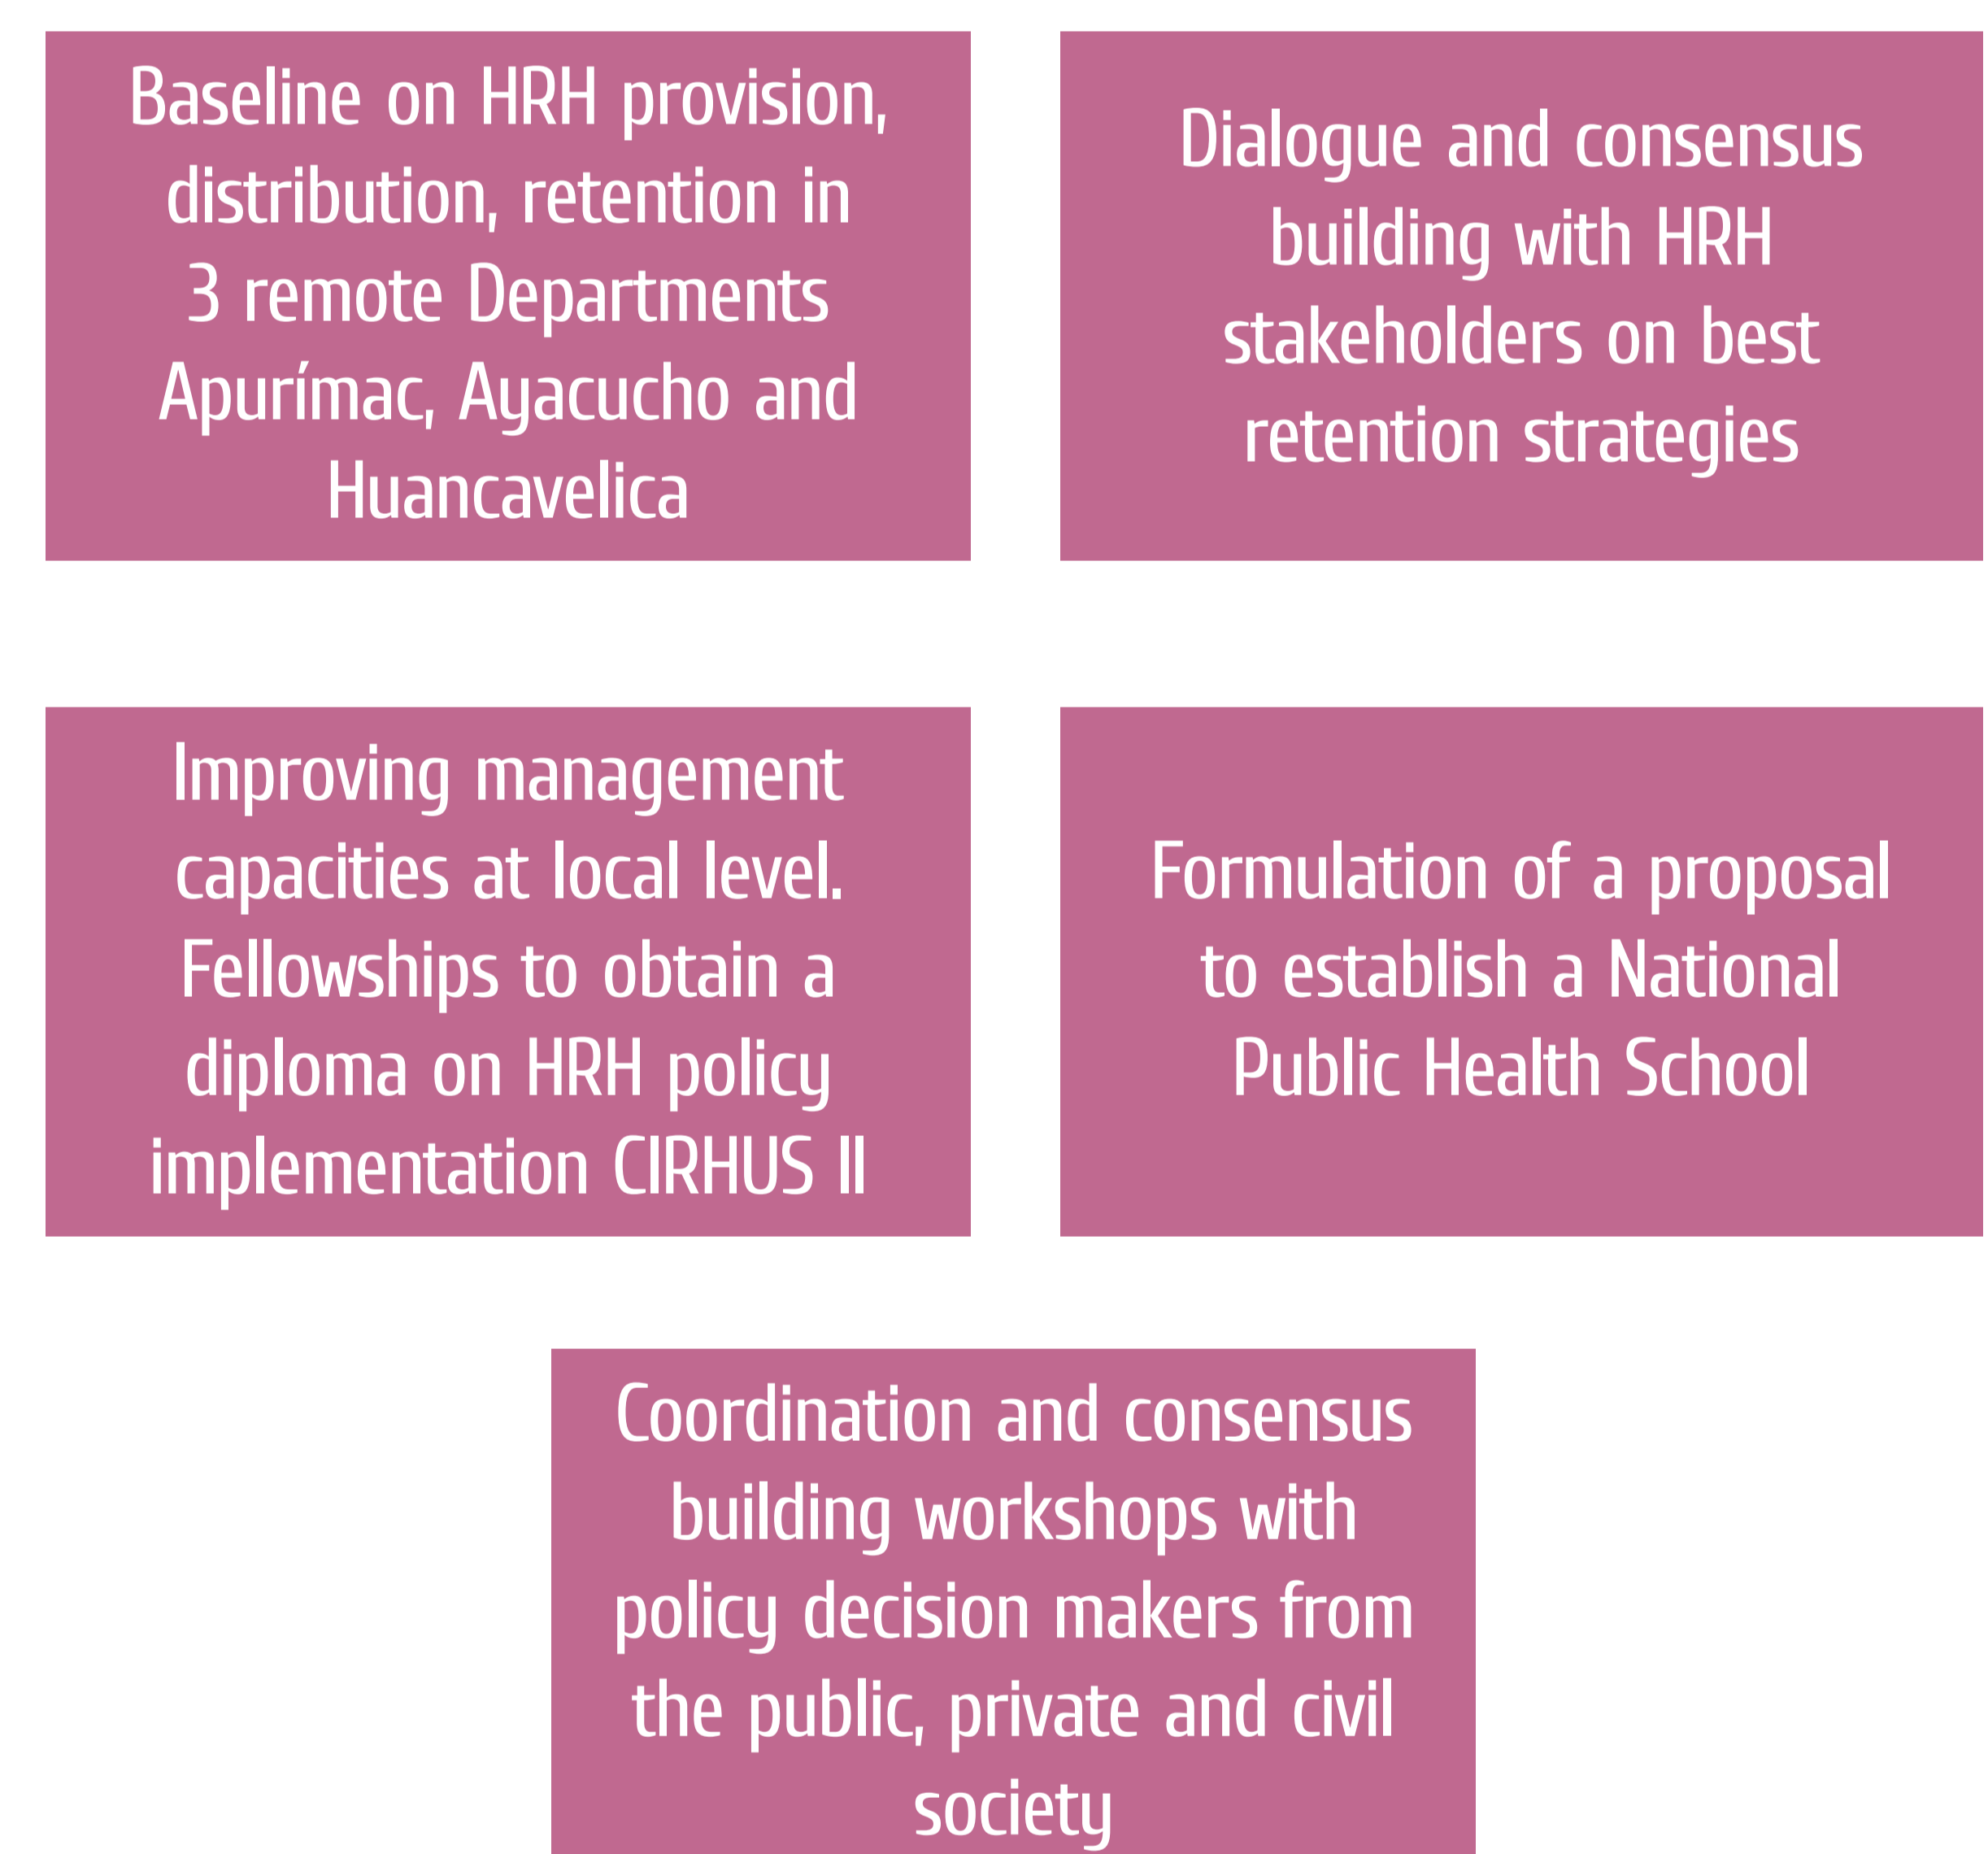 Baseline on HRH provision,
distribution, retention in
3 remote Departments
Apurímac, Ayacucho and
Huancavelica
Dialogue and consensus
building with HRH
stakeholders on best
retention strategies
Improving management
capacities at local level.
Fellowships to obtain a
diploma on HRH policy
implementation CIRHUS II
Formulation of a proposal
to establish a National
Public Health School
Coordination and consensus
building workshops with
policy decision makers from
the public, private and civil
society